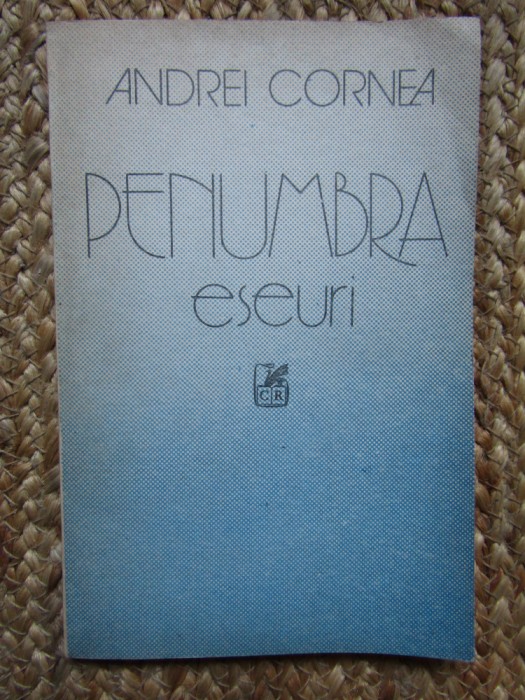 ANDREI CORNEA
PENUMBRA
eseuri
CR